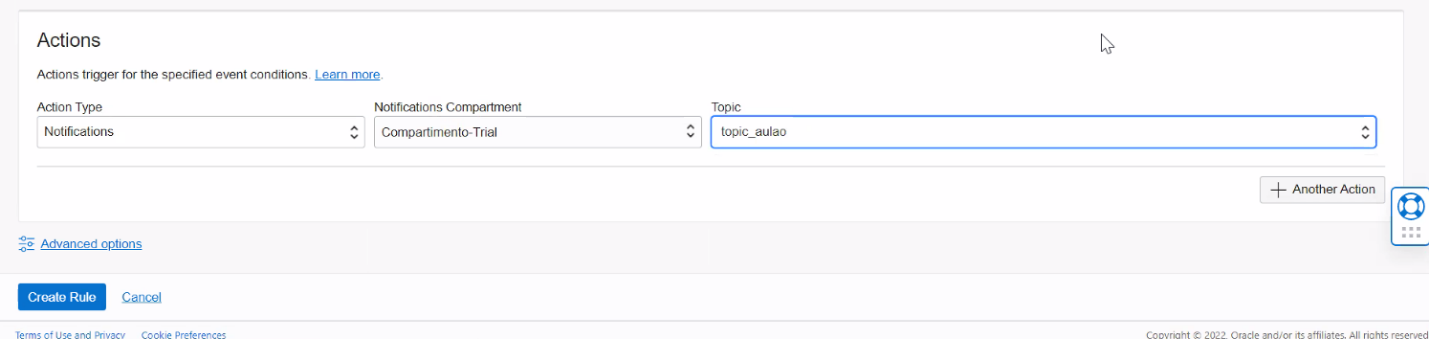 Actions
Actions trigger for the specified event conditions. Learn more.
Action Type Notifications Compartment Topic
Notifications Compartimento-Trial topic_aulao
Another Action
Advanced options
Create Rule Cancel
Terms of Use and Privacy Cookie Preferences Copyright © 2022, Oracle and/or its affiliates. All rights reserved